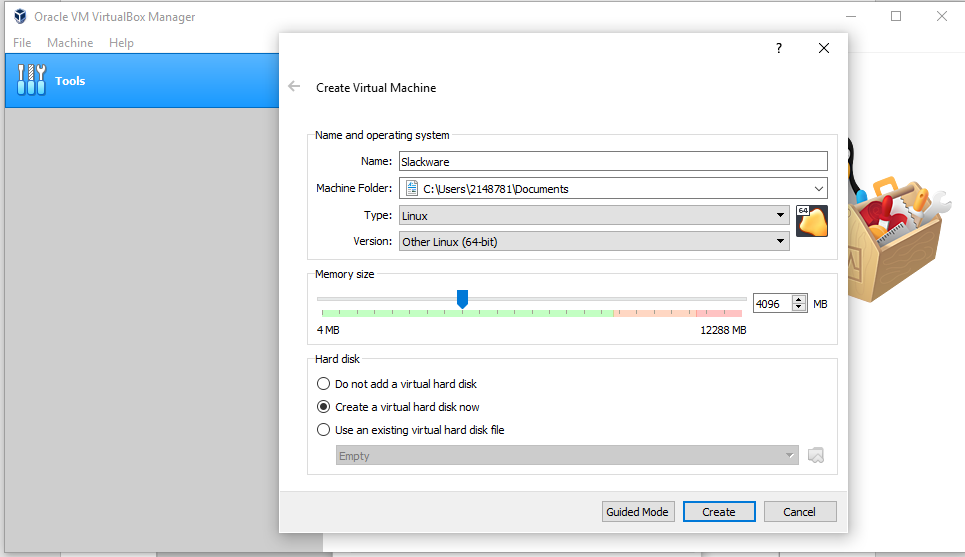 Oracle VM VirtualBox Manager
File Machine Help
Tools
?
Create Virtual Machine
Name and operating system
Name: Slackware
Machine Folder: C:\Users\2148781\Documents
Type: Linux
64
Version: Other Linux (64-bit)
Memory size
4096 MB
4 MB 12288 MB
Hard disk
Do not add a virtual hard disk
Create a virtual hard disk now
Use an existing virtual hard disk file
Empty
Guided Mode Create Cancel